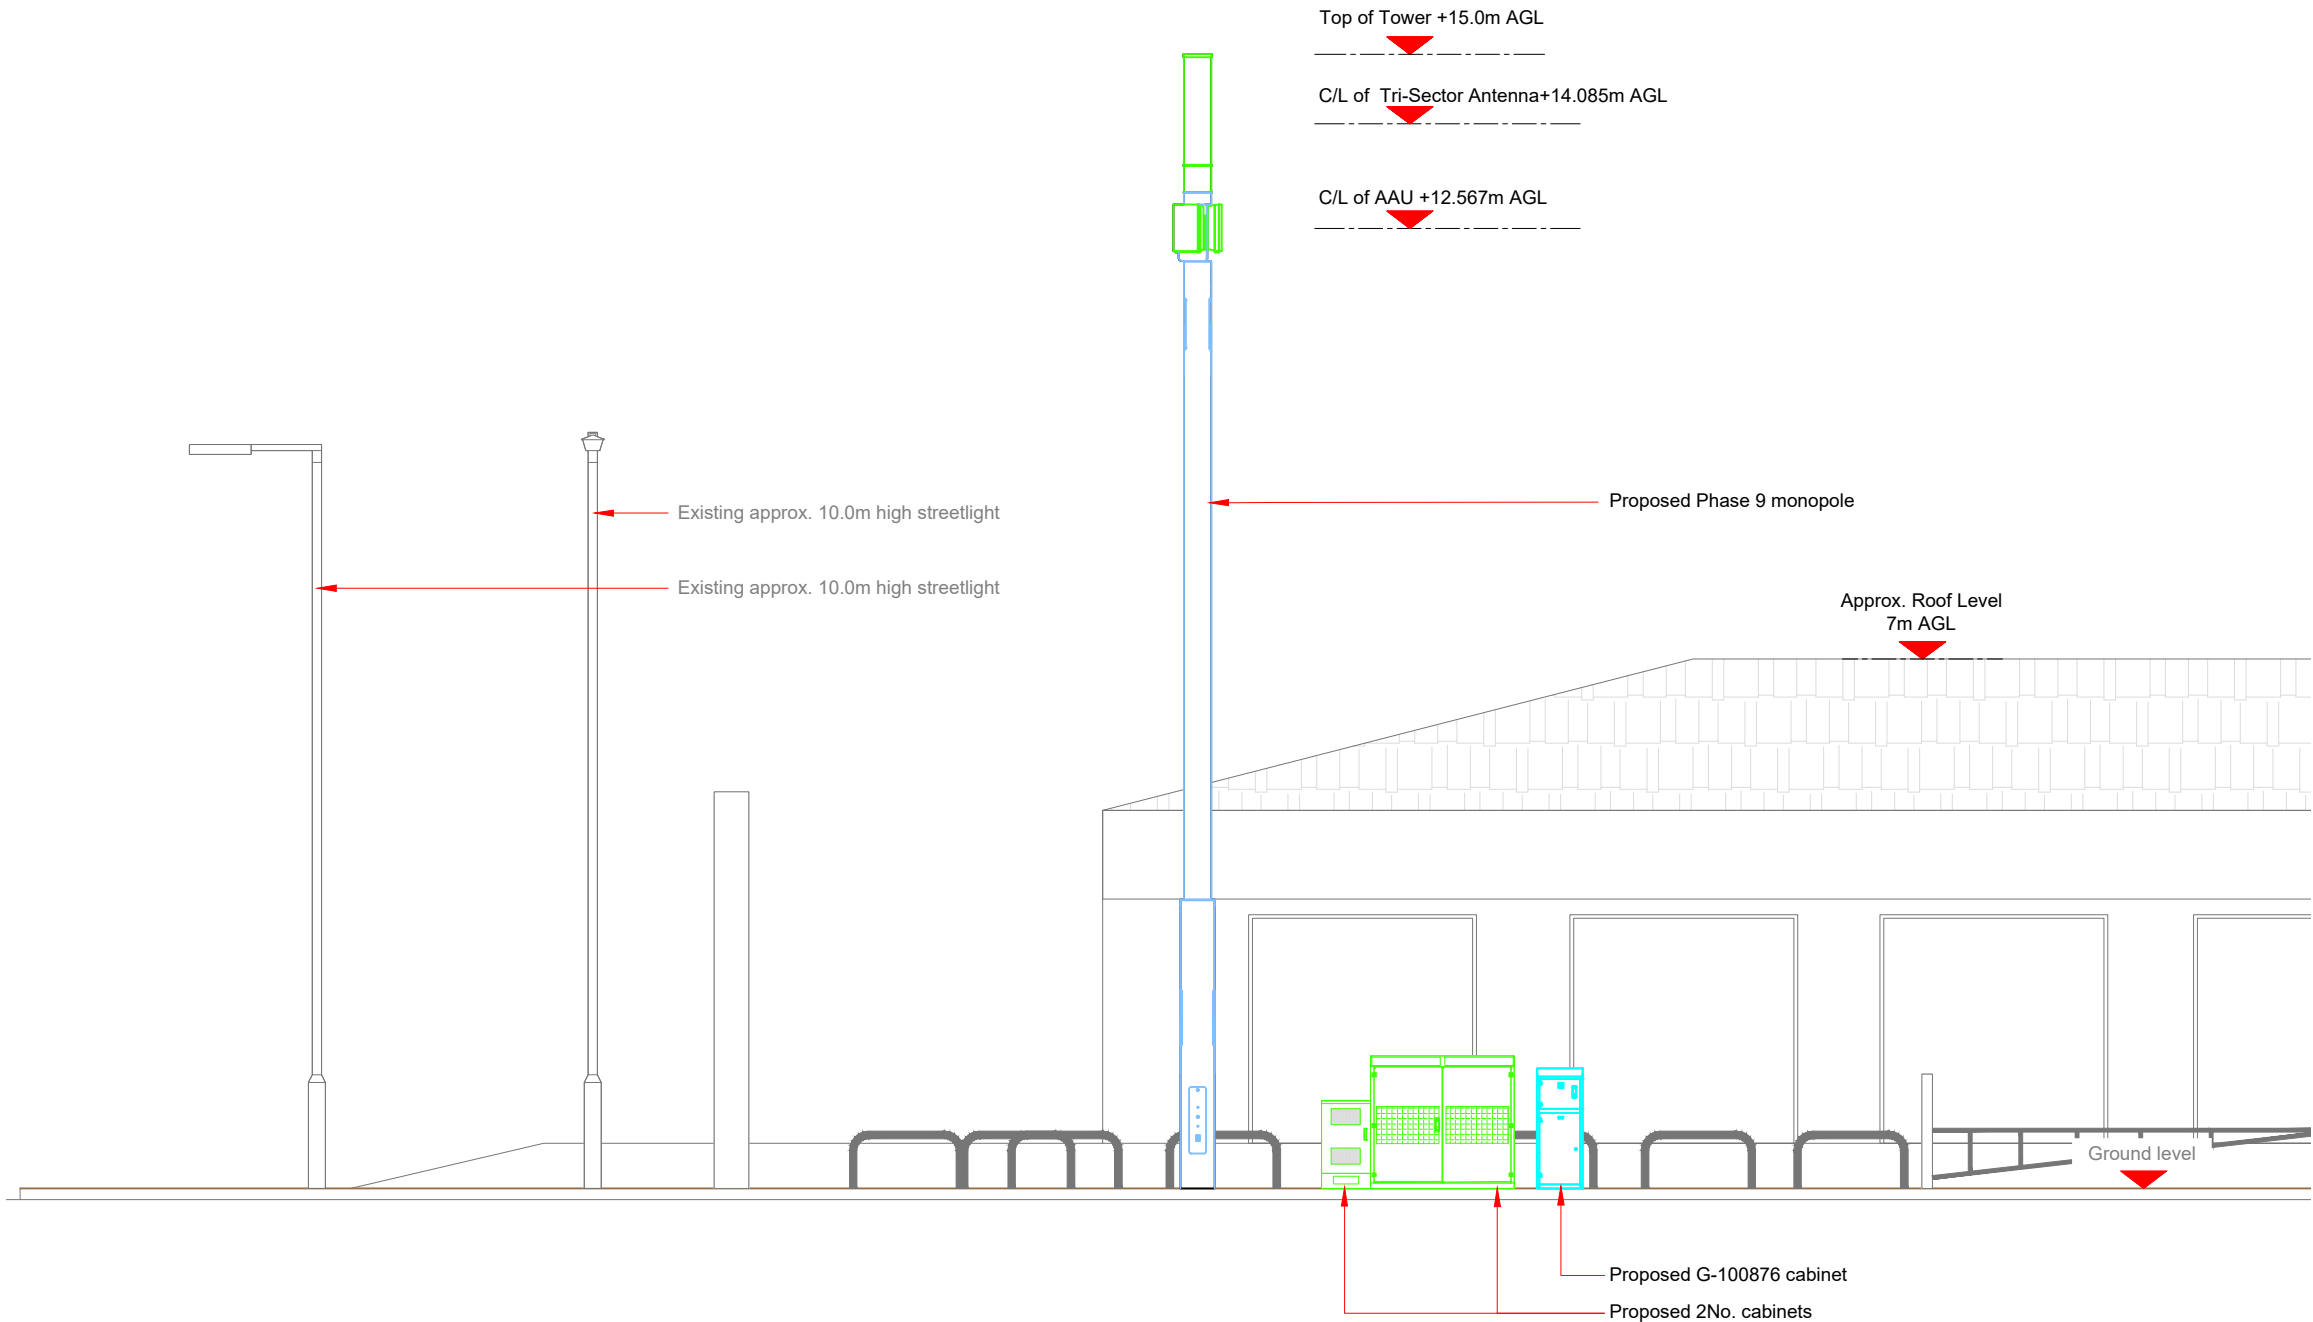 Top of Tower +15.0m AGL
C/L of  Tri-Sector Antenna+14.085m AGL
C/L of AAU +12.567m AGL
Proposed Phase 9 monopole
Existing approx. 10.0m high streetlight
Existing approx. 10.0m high streetlight
Approx. Roof Level
7m AGL
Ground level
Proposed G-100876 cabinet
Proposed 2No. cabinets